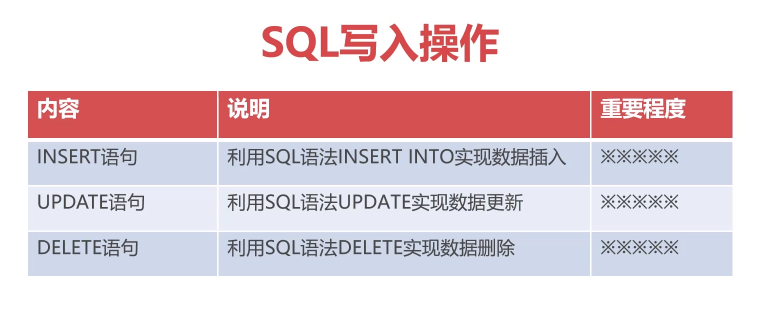 SQL写入操作
内容 说明 重要程度
INSERT语句 利用SQL语法INSERT INTO实现数据插入 ※※※※※
UPDATE语句 利用SQL语法UPDATE实现数据更新 ※※※※※
DELETE语句 利用SQL语法DELETE实现数据删除 ※※※※※